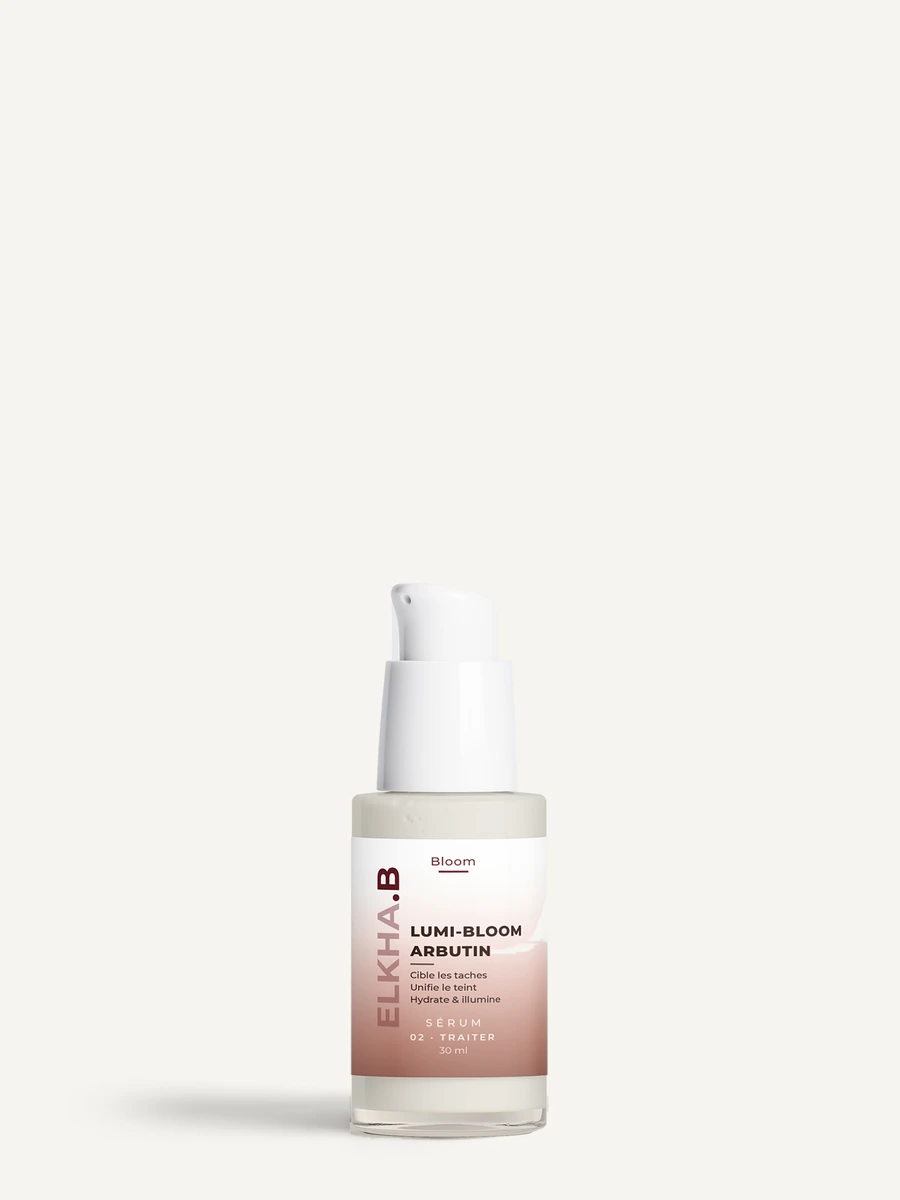 Bloom
ELKHA.B
LUMI-BLOOM
ARBUTIN
Cible les taches
Unifie le teint
Hydrate & illumine
SÉRUM
02 - TRAITER
30 ml